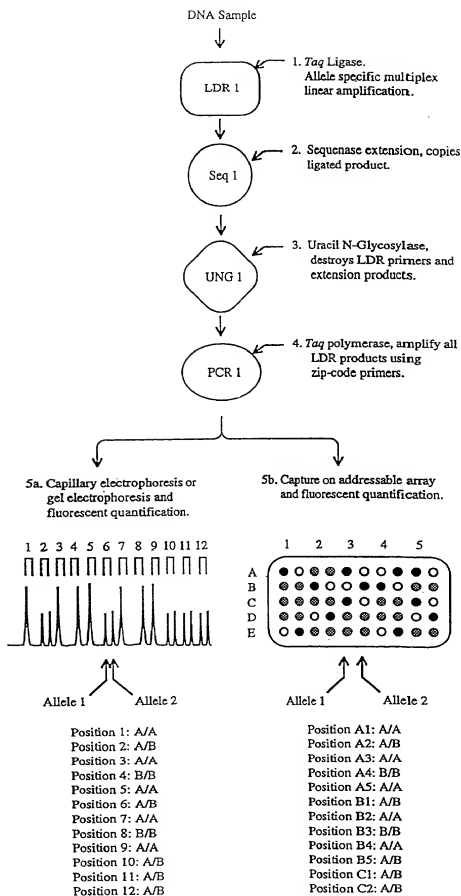 DNA Sample
LDR 1
1. Taq Ligase.
Allele specific multiplex
linear amplification.
Seq 1
2. Sequenase extension, copies
ligated product.
UNG 1
3. Uracil N-Glycosylase,
destroys LDR primers and
extension products.
PCR 1
4. Taq polymerase, amplify all
LDR products using
zip-code primers.
5a. Capillary electrophoresis or
gel electrophoresis and
fluorescent quantification.
1 2 3 4 5 6 7 8 9 10 11 12
Allele 1 Allele 2
Position 1: A/A
Position 2: A/B
Position 3: A/A
Position 4: B/B
Position 5: A/A
Position 6: A/B
Position 7: A/A
Position 8: B/B
Position 9: A/A
Position 10: A/B
Position 11: A/B
Position 12: A/B
5b. Capture on addressable array
and fluorescent quantification.
1 2 3 4 5
A
B
C
D
E
Allele 1 Allele 2
Position A1: A/A
Position A2: A/B
Position A3: A/A
Position A4: B/B
Position A5: A/A
Position B1: A/B
Position B2: A/A
Position B3: B/B
Position B4: A/A
Position B5: A/B
Position C1: A/B
Position C2: A/B